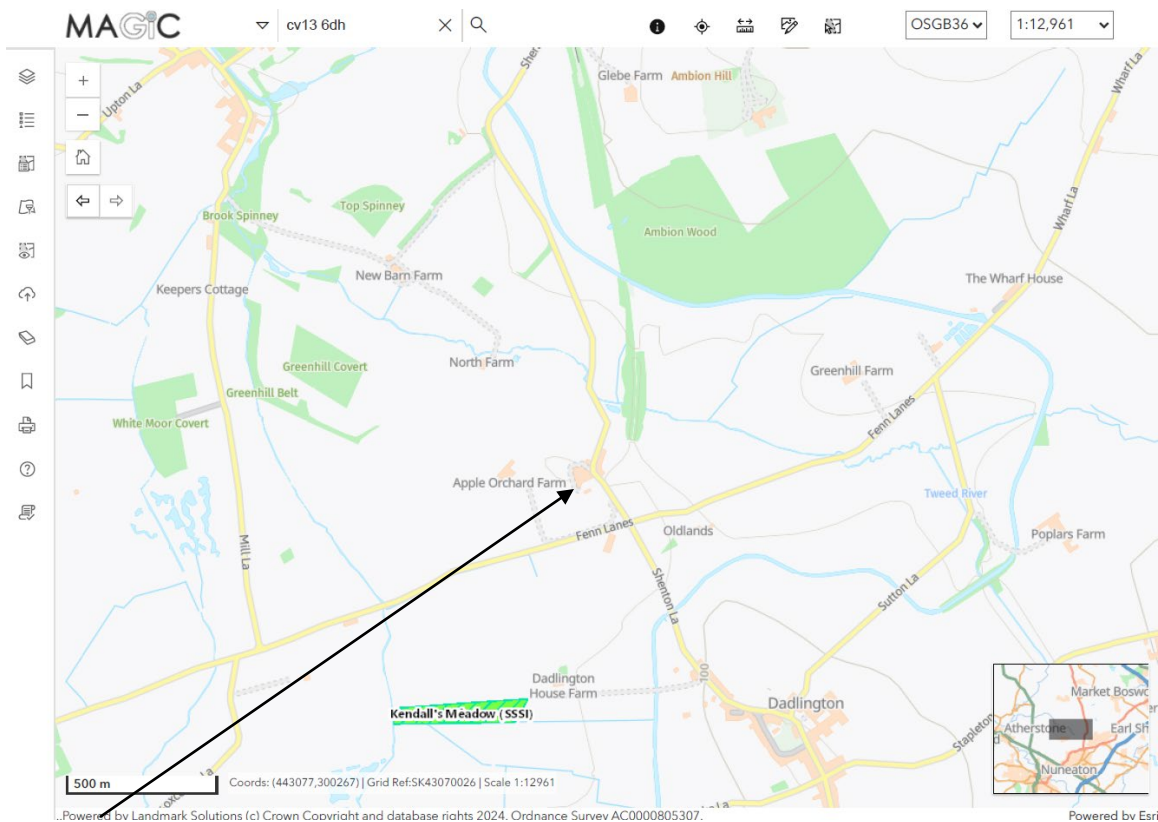 MAGiC
cv13 6dh
OSGB36
1:12,961
Glebe Farm
Ambion Hill
Wharf La
Upton La
Brook Spinney
Top Spinney
Ambion Wood
Wharf La
New Barn Farm
Keepers Cottage
The Wharf House
North Farm
Greenhill Covert
Greenhill Farm
Greenhill Belt
White Moor Covert
Fenn Lanes
Apple Orchard Farm
Tweed River
Fenn Lanes
Oldlands
Poplars Farm
Mill La
Shenton La
Sutton La
Dadlington
House Farm
100
Kendall's Meadow (SSSI)
Dadlington
Stapleton
Market Bosw
Atherstone
Earl Sh
Nuneaton
500 m
Coords: (443077,300267) | Grid Ref:SK43070026 | Scale 1:12961
..Powered by Landmark Solutions (c) Crown Copyright and database rights 2024. Ordnance Survey AC0000805307.
Powered by Esri